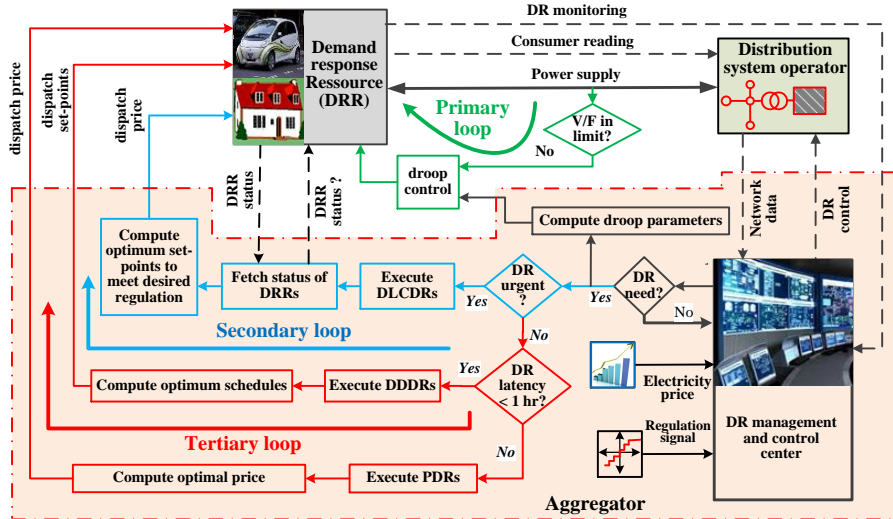 DR monitoring
Consumer reading
Power supply
Demand
response
Ressource
(DRR)
Distribution
system operator
Primary
loop
V/F in
limit?
No
droop
control
dispatch price
dispatch
set-points
dispatch
price
DRR
status
DRR
status ?
Network
data
DR
control
Compute droop parameters
Compute
optimum set-
points to
meet desired
regulation
Fetch status of
DRRs
Execute
DLCDRs
Yes
DR
urgent
?
Yes
DR
need?
No
Secondary loop
No
Compute optimum schedules
Execute DDDRs
Yes
DR
latency
< 1 hr?
Electricity
price
Tertiary loop
No
Regulation
signal
DR management
and control
center
Compute optimal price
Execute PDRs
Aggregator